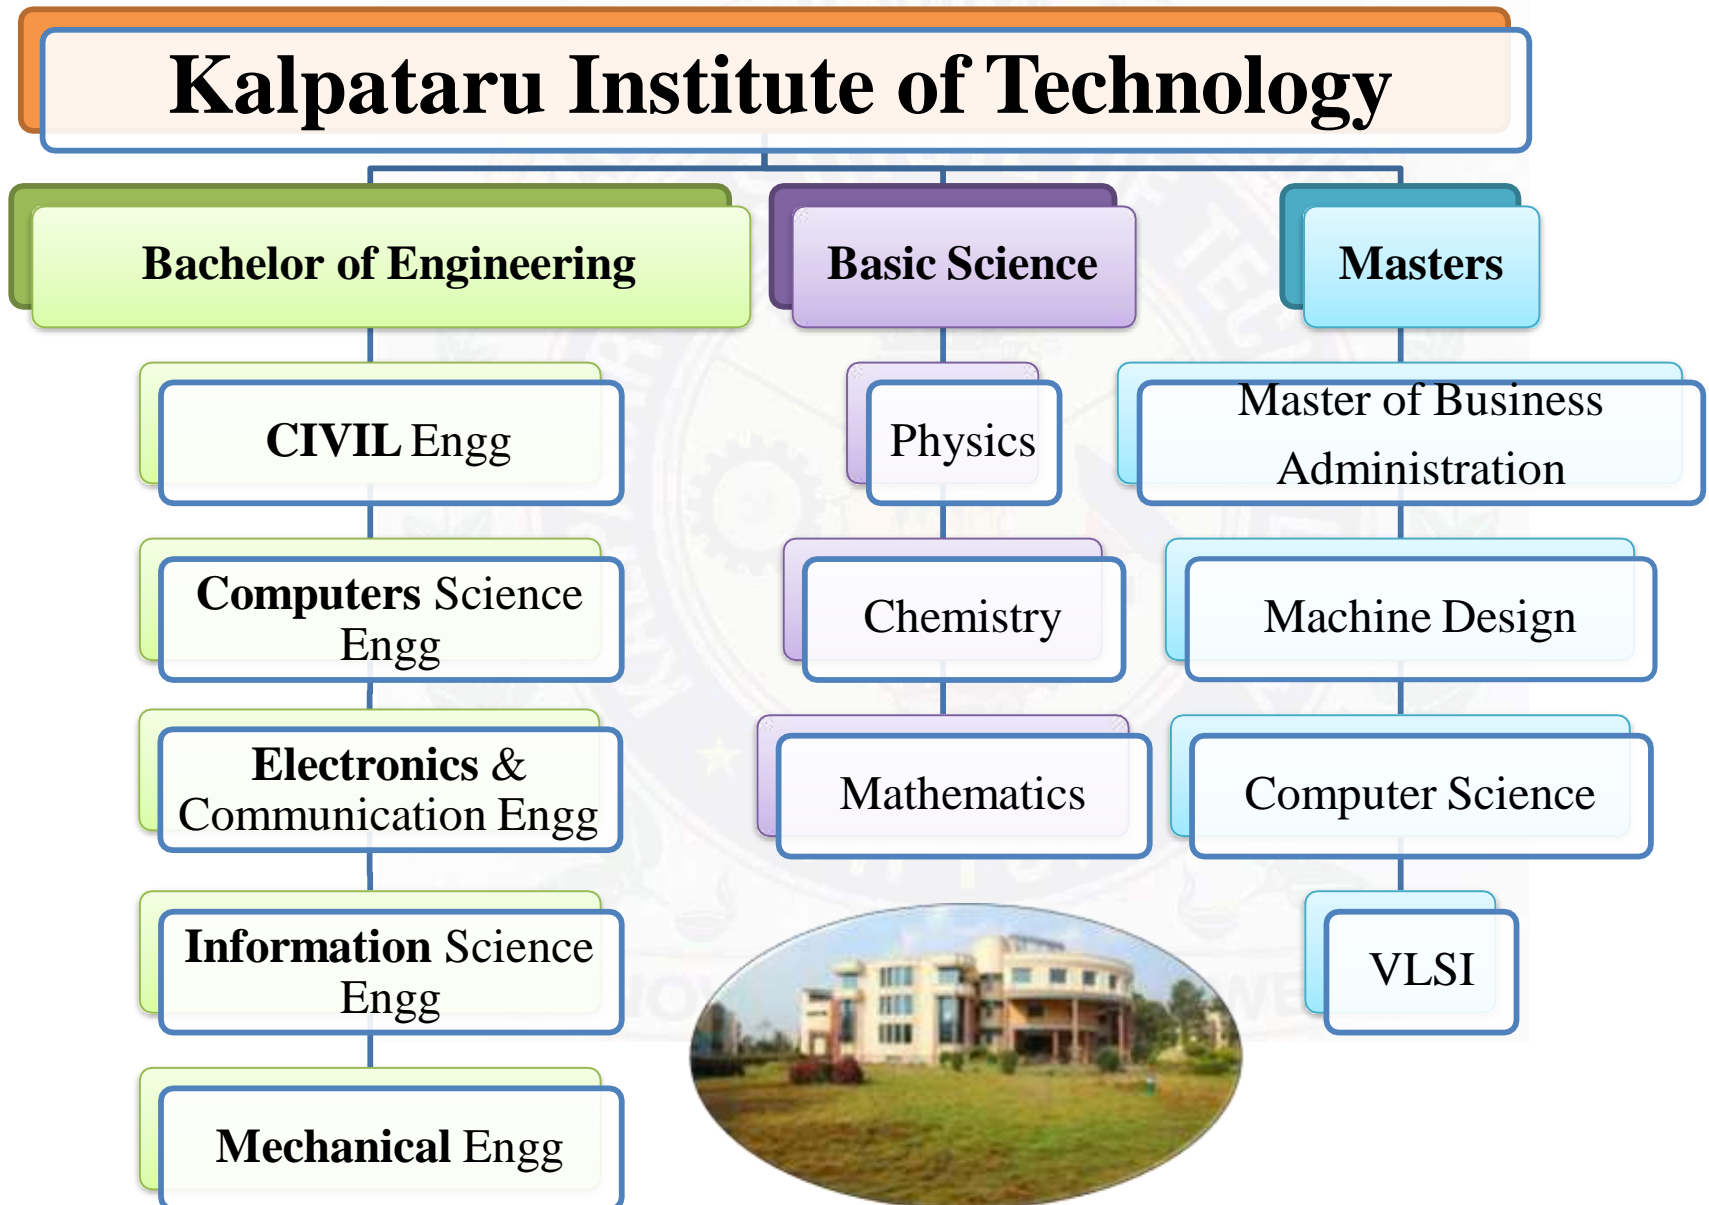 Kalpataru Institute of Technology
Bachelor of Engineering
CIVIL Engg
Computers Science
Engg
Electronics &
Communication Engg
Information Science
Engg
Mechanical Engg
Basic Science
Physics
Chemistry
Mathematics
Masters
Master of Business
Administration
Machine Design
Computer Science
VLSI